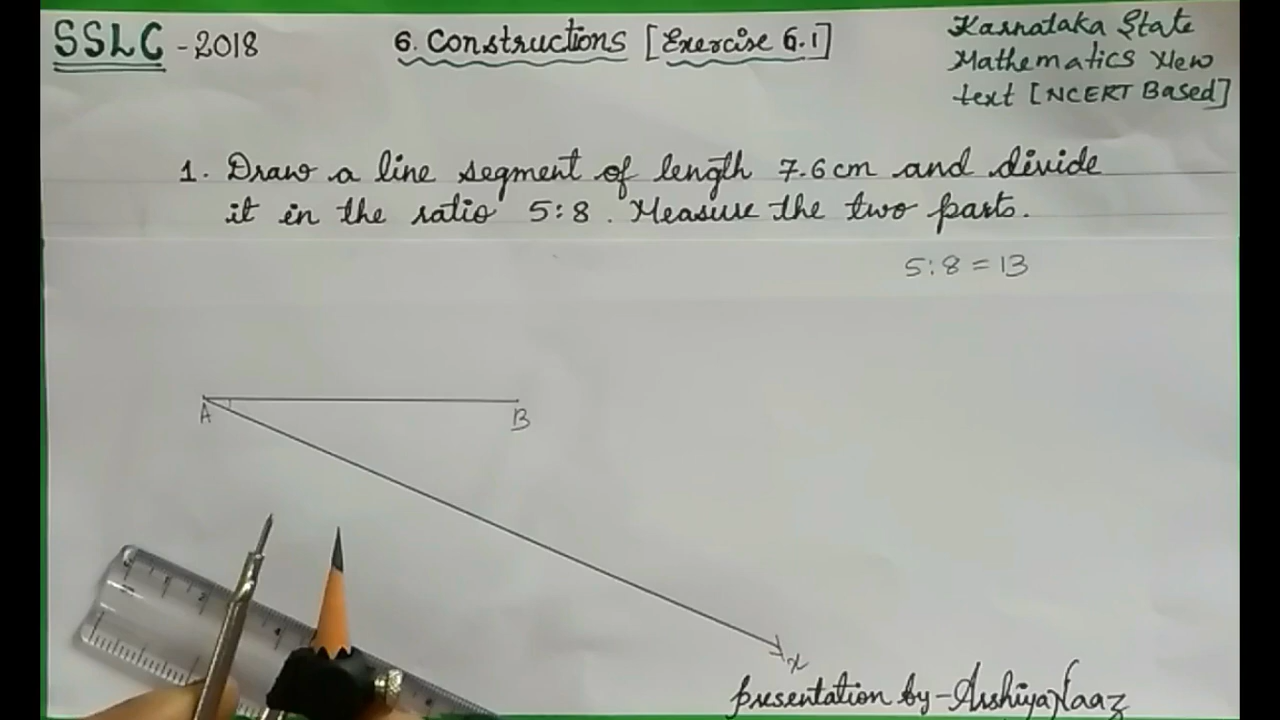 SSLC - 2018
6. Constructions [Exercise 6.1]
Karnataka State
Mathematics New
text [NCERT Based]
1. Draw a line segment of length 7.6 cm and divide
it in the ratio 5:8. Measure the two parts.
5:8 = 13
A
B
x
presentation by - Arshiya Naaz